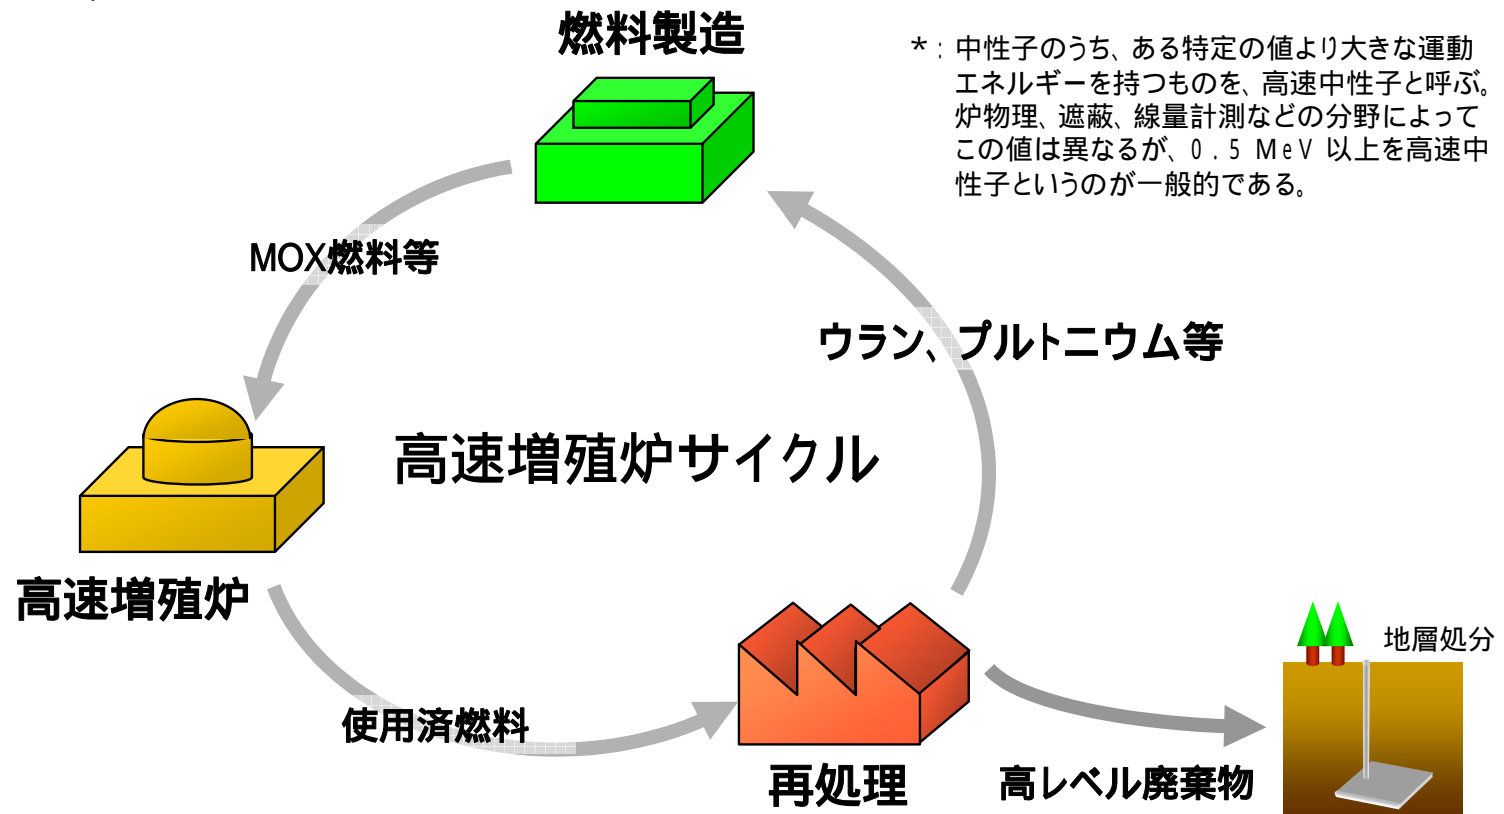 燃料製造
*：中性子のうち、ある特定の値より大きな運動
エネルギーを持つものを、高速中性子と呼ぶ。
炉物理、遮蔽、線量計測などの分野によって
この値は異なるが、0.5 MeV 以上を高速中
性子というのが一般的である。
MOX燃料等
ウラン、プルトニウム等
高速増殖炉サイクル
高速増殖炉
地層処分
使用済燃料
再処理
高レベル廃棄物